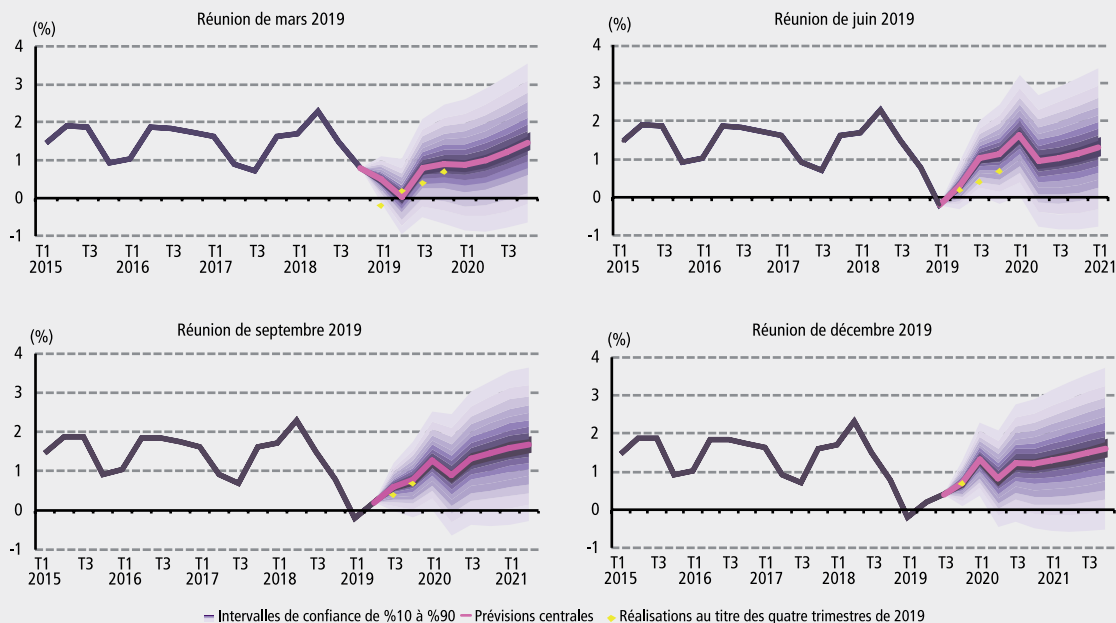 Réunion de mars 2019
(%)
4
3
2
1
0
-1
T1 T3 T1 T3 T1 T3 T1 T3 T1 T3 T1 T3
2015 2016 2017 2018 2019 2020
Réunion de juin 2019
(%)
4
3
2
1
0
-1
T1 T3 T1 T3 T1 T3 T1 T3 T1 T3 T1 T3 T1
2015 2016 2017 2018 2019 2020 2021
Réunion de septembre 2019
(%)
4
3
2
1
0
-1
T1 T3 T1 T3 T1 T3 T1 T3 T1 T3 T1 T3 T1
2015 2016 2017 2018 2019 2020 2021
Réunion de décembre 2019
(%)
4
3
2
1
0
-1
T1 T3 T1 T3 T1 T3 T1 T3 T1 T3 T1 T3 T1 T3
2015 2016 2017 2018 2019 2020 2021
Intervalles de confiance de %10 à %90 Prévisions centrales Réalisations au titre des quatre trimestres de 2019